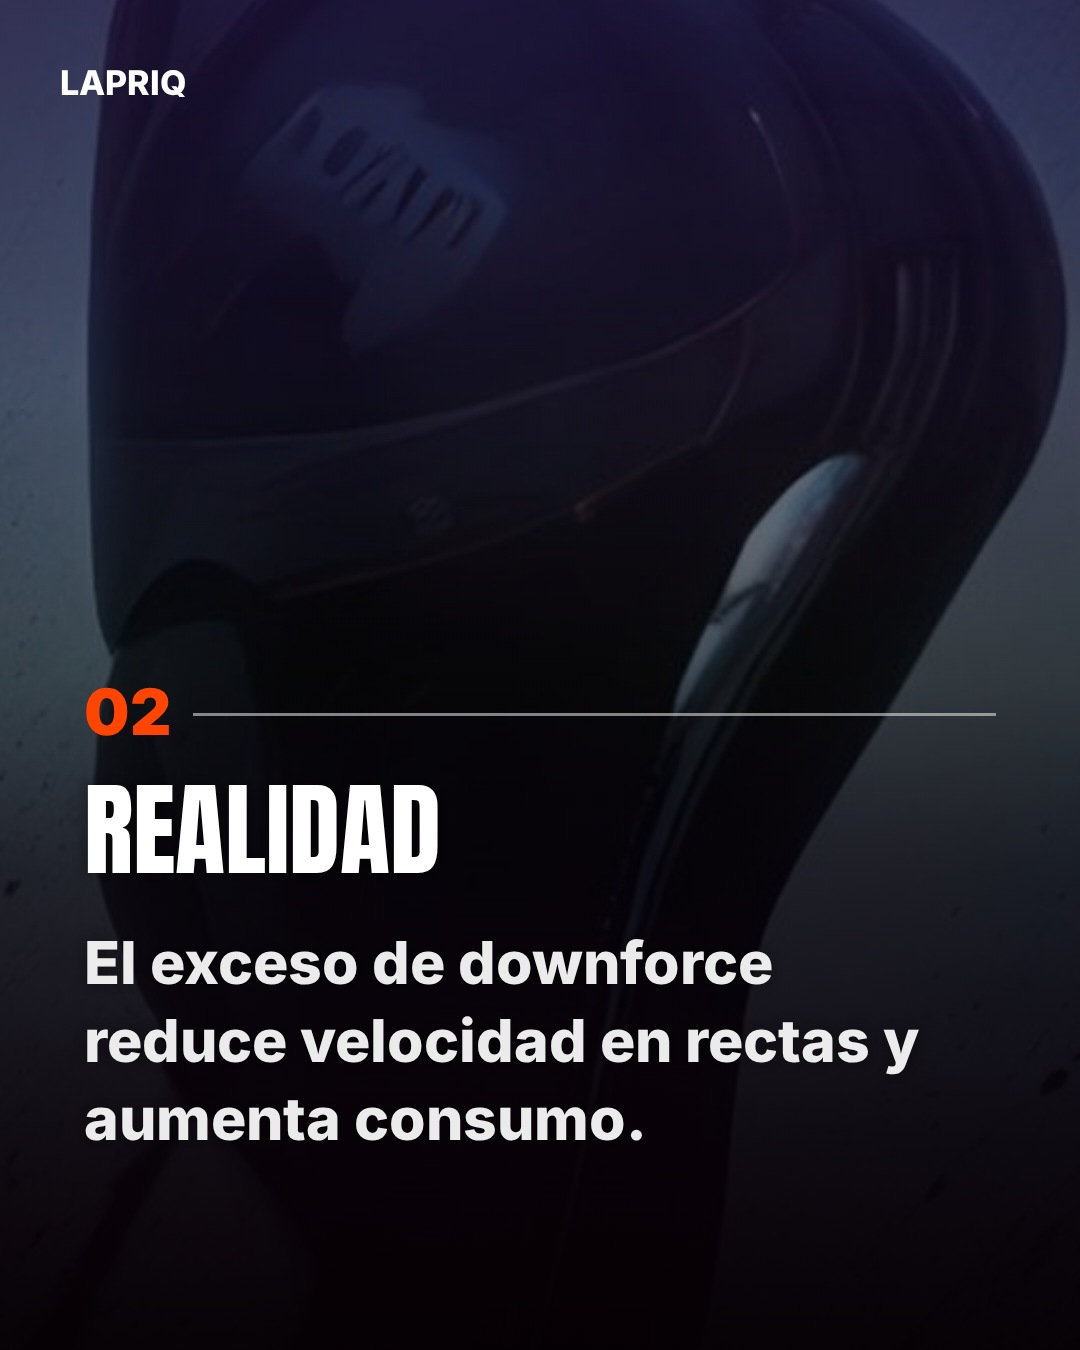 LAPRIQ
02
REALIDAD
El exceso de downforce
reduce velocidad en rectas y
aumenta consumo.